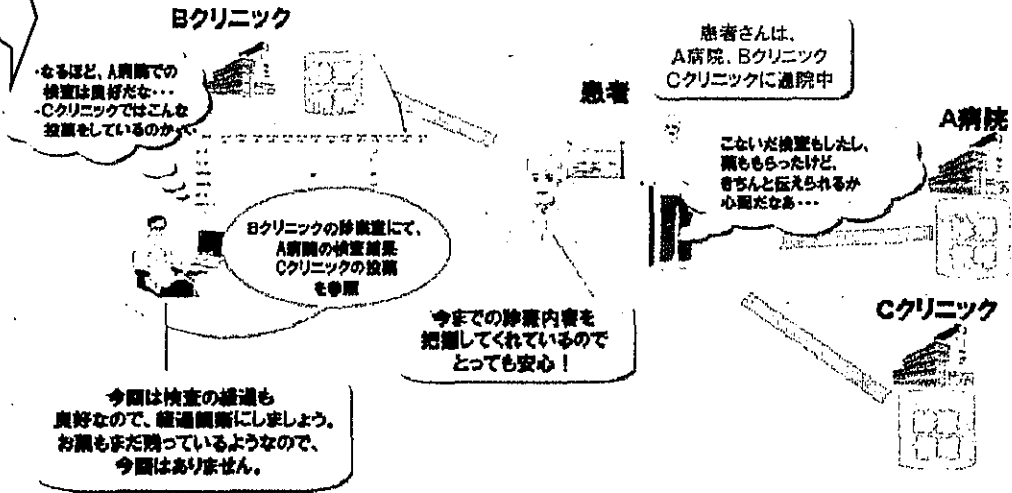 Bクリニック
・なるほど、A病院での
検査は良好だな・・・
・Cクリニックではこんな
投薬をしているのか・・
患者さんは、
A病院、Bクリニック
Cクリニックに通院中
患者
A病院
こないだ検査もしたし、
薬ももらったけど、
きちんと伝えられるか
心配だなあ・・・
Bクリニックの診察室にて、
A病院の検査結果
Cクリニックの投薬
を参照
今までの診療内容を
把握してくれているので
とっても安心！
Cクリニック
今回は検査の経過も
良好なので、経過観察にしましょう。
お薬もまだ残っているようなので、
今回はありません。